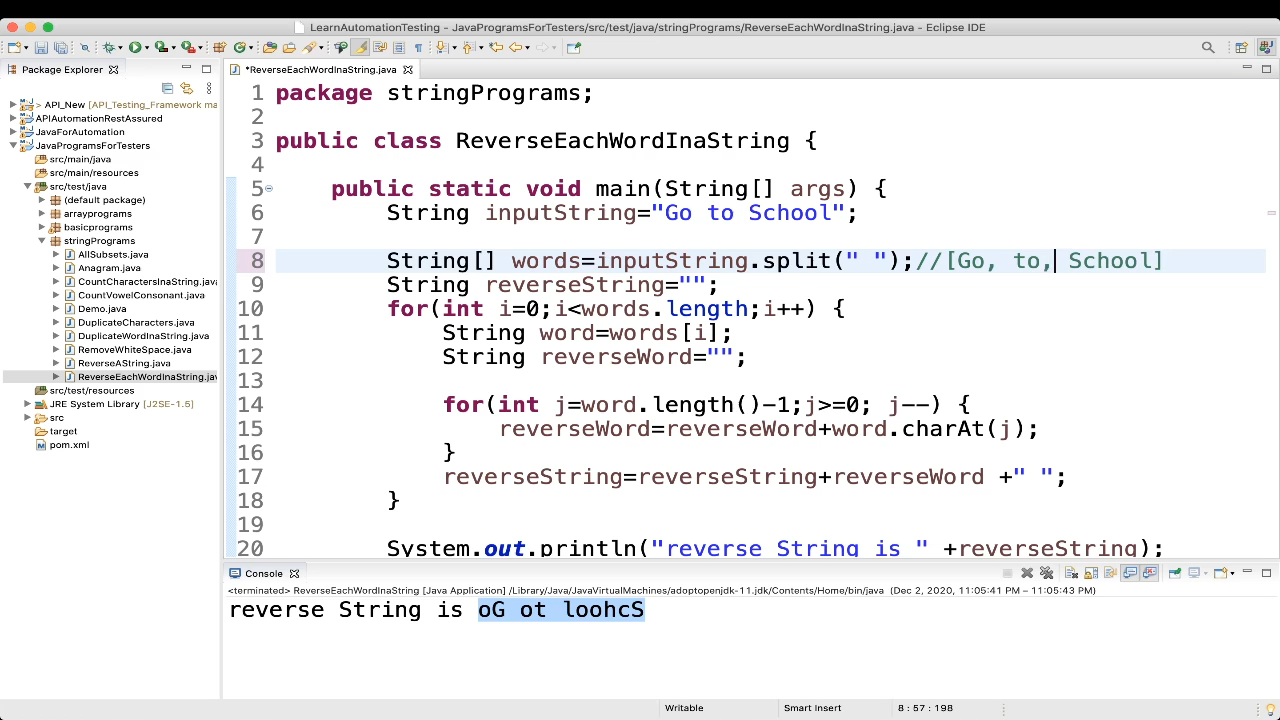 LearnAutomationTesting - JavaProgramsForTesters/src/test/java/stringPrograms/ReverseEachWordInaString.java - Eclipse IDE
Package Explorer
*ReverseEachWordInaString.java
> API_New [API_Testing_Framework ma
APIAutomationRestAssured
JavaForAutomation
JavaProgramsForTesters
src/main/java
src/main/resources
src/test/java
(default package)
arrayprograms
basicprograms
stringPrograms
AllSubsets.java
Anagram.java
CountCharactersInaString.ja
CountVowelConsonant.java
Demo.java
DuplicateCharacters.java
DuplicateWordInaString.java
RemoveWhiteSpace.java
ReverseAString.java
ReverseEachWordInaString.jav
src/test/resources
JRE System Library [J2SE-1.5]
src
target
pom.xml
1 package stringPrograms;
2
3 public class ReverseEachWordInaString {
4
5 public static void main(String[] args) {
6 String inputString="Go to School";
7
8 String[] words=inputString.split(" ");//[Go, to, School]
9 String reverseString="";
10 for(int i=0;i<words.length;i++) {
11 String word=words[i];
12 String reverseWord="";
13
14 for(int j=word.length()-1;j>=0; j--) {
15 reverseWord=reverseWord+word.charAt(j);
16 }
17 reverseString=reverseString+reverseWord +" ";
18 }
19
20 System.out.println("reverse String is " +reverseString);
Console
<terminated> ReverseEachWordInaString [Java Application] /Library/Java/JavaVirtualMachines/adoptopenjdk-11.jdk/Contents/Home/bin/java (Dec 2, 2020, 11:05:41 PM – 11:05:43 PM)
reverse String is oG ot loohcS
Writable Smart Insert 8 : 57 : 198